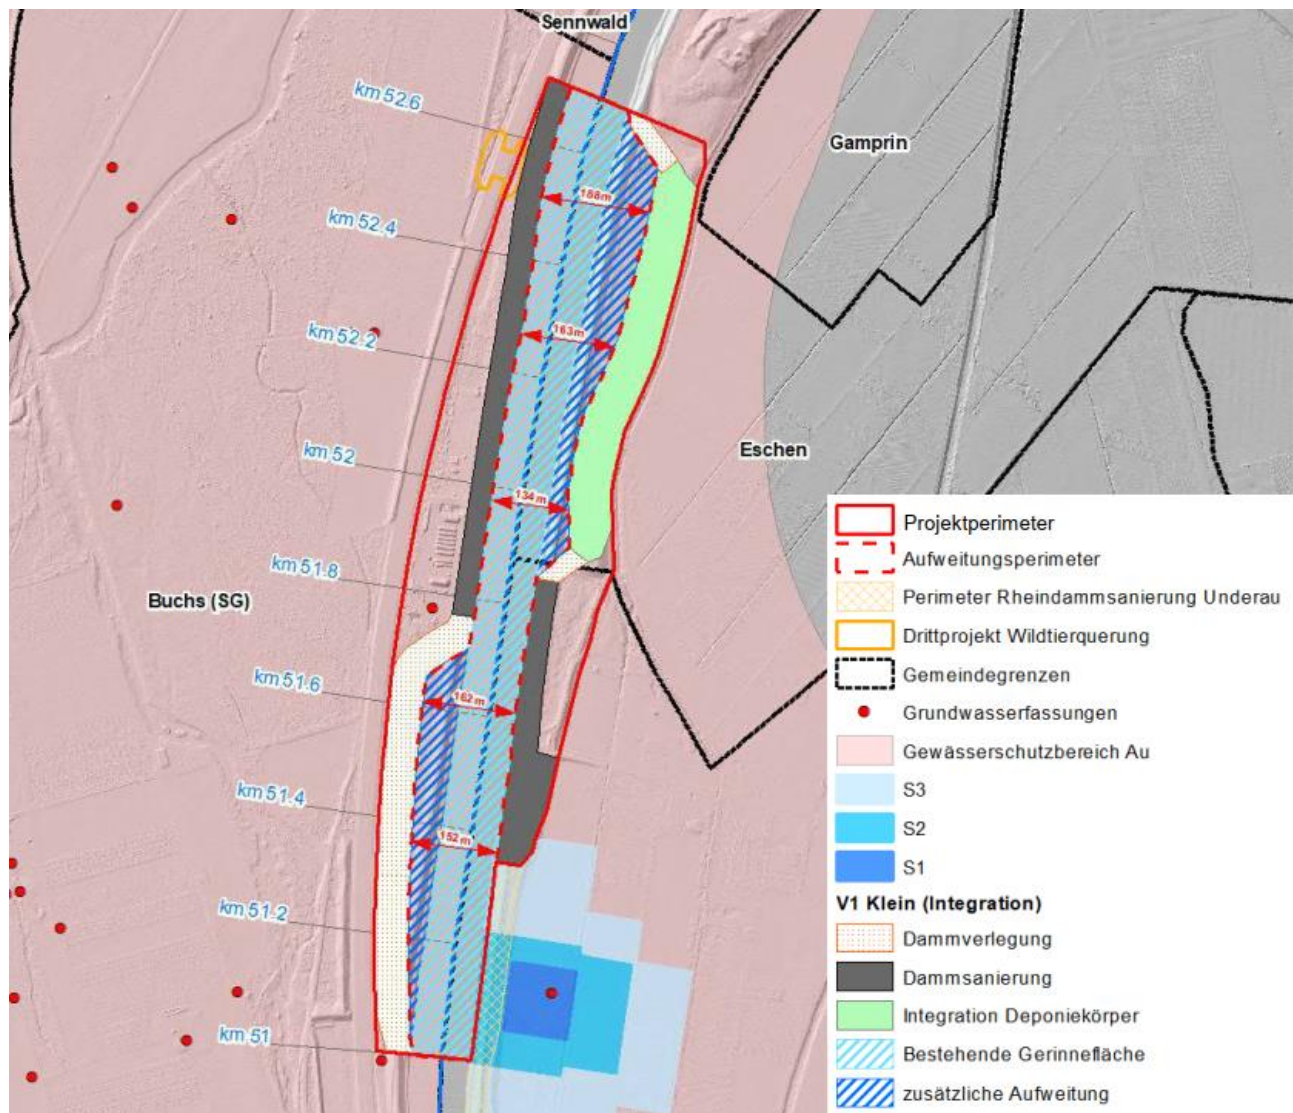 Sennwald
km 52.6
Gamprin
188m
km 52.4
km 52.2
163m
km 52
Eschen
134m
km 51.8
Buchs (SG)
km 51.6
162m
km 51.4
152m
km 51.2
km 51
Projektperimeter
Aufweitungsperimeter
Perimeter Rheindammsanierung Underau
Drittprojekt Wildtierquerung
Gemeindegrenzen
Grundwasserfassungen
Gewässerschutzbereich Au
S3
S2
S1
V1 Klein (Integration)
Dammverlegung
Dammsanierung
Integration Deponiekörper
Bestehende Gerinnefläche
zusätzliche Aufweitung